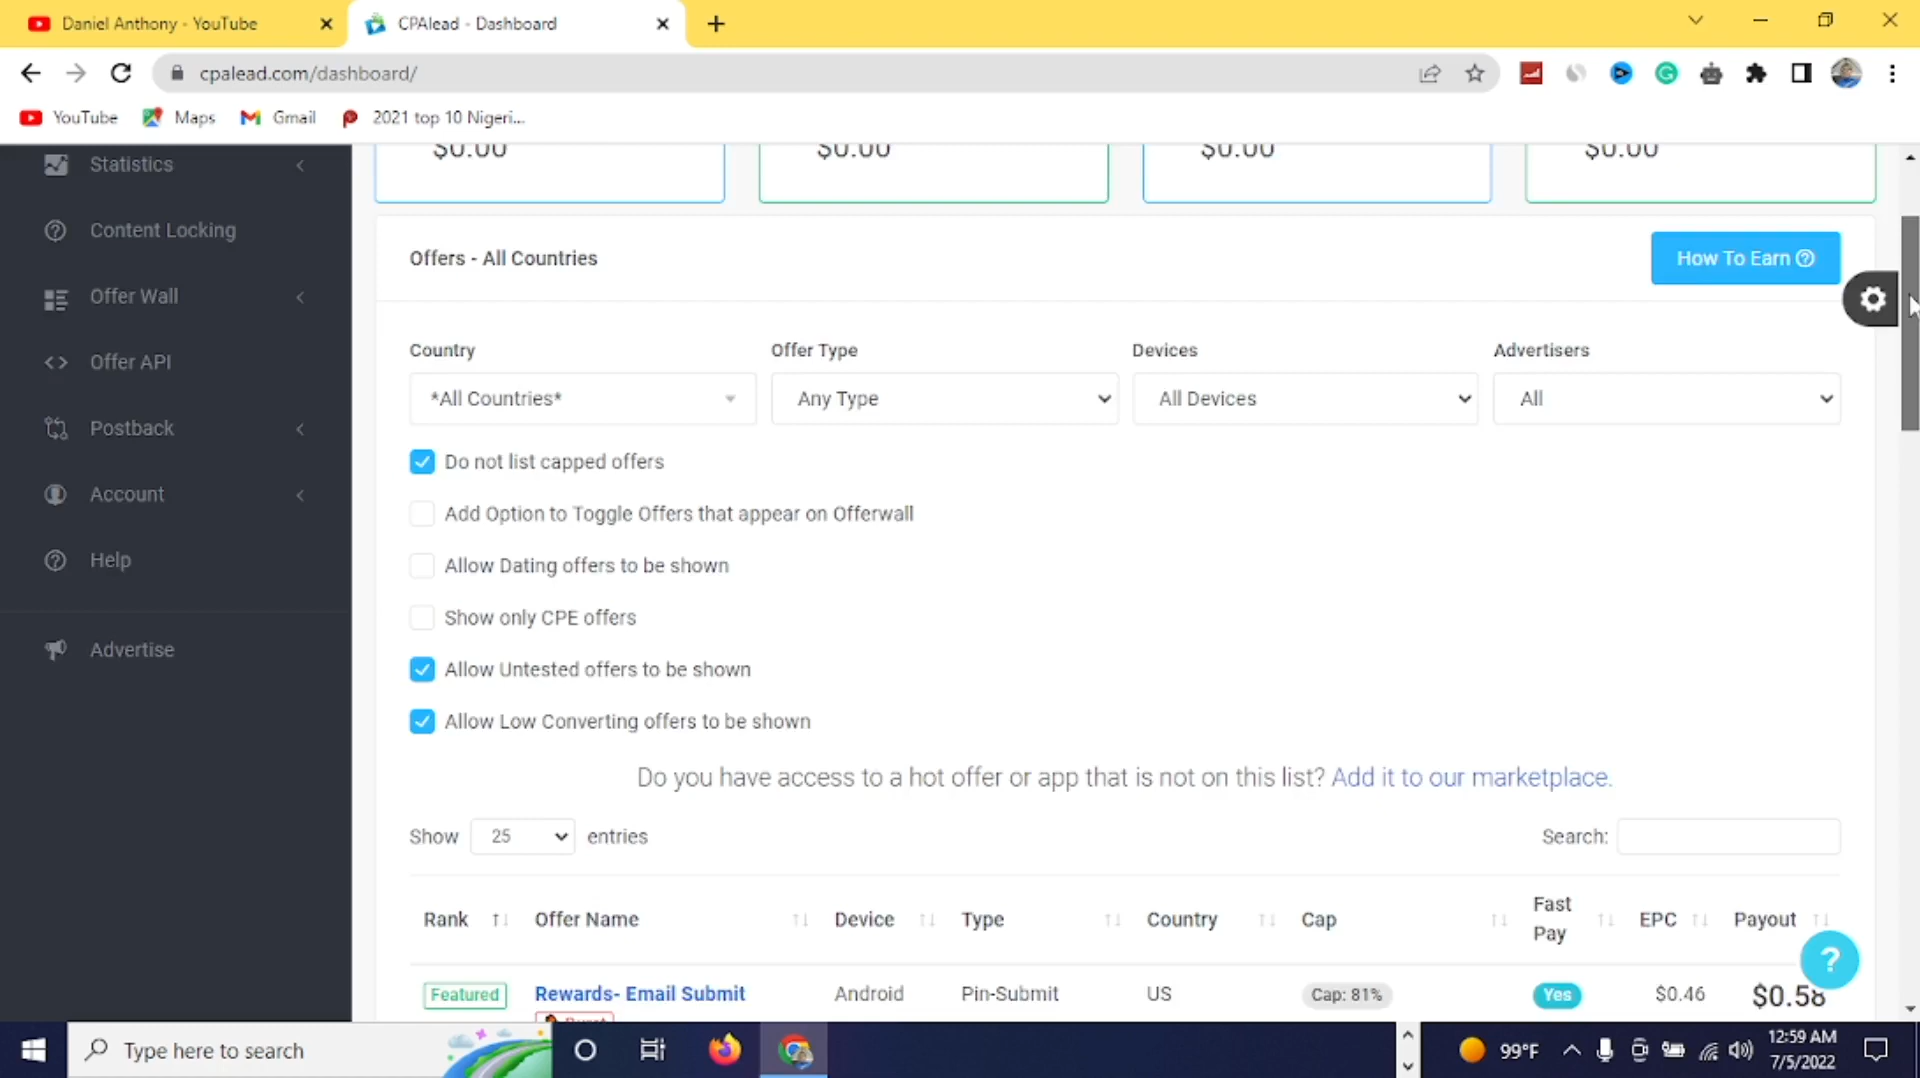 Daniel Anthony - YouTube
CPAlead - Dashboard
cpalead.com/dashboard/
YouTube
Maps
Gmail
2021 top 10 Nigeri...
Statistics
Content Locking
Offer Wall
Offer API
Postback
Account
Help
Advertise
$0.00
$0.00
$0.00
$0.00
Offers - All Countries
How To Earn
Country
Offer Type
Devices
Advertisers
*All Countries*
Any Type
All Devices
All
Do not list capped offers
Add Option to Toggle Offers that appear on Offerwall
Allow Dating offers to be shown
Show only CPE offers
Allow Untested offers to be shown
Allow Low Converting offers to be shown
Do you have access to a hot offer or app that is not on this list? Add it to our marketplace.
Show 25 entries
Search:
Rank
Offer Name
Device
Type
Country
Cap
Fast
Pay
EPC
Payout
?
Featured
Rewards- Email Submit
Android
Pin-Submit
US
Cap: 81%
Yes
$0.46
$0.58
Type here to search
99°F
12:59 AM
7/5/2022